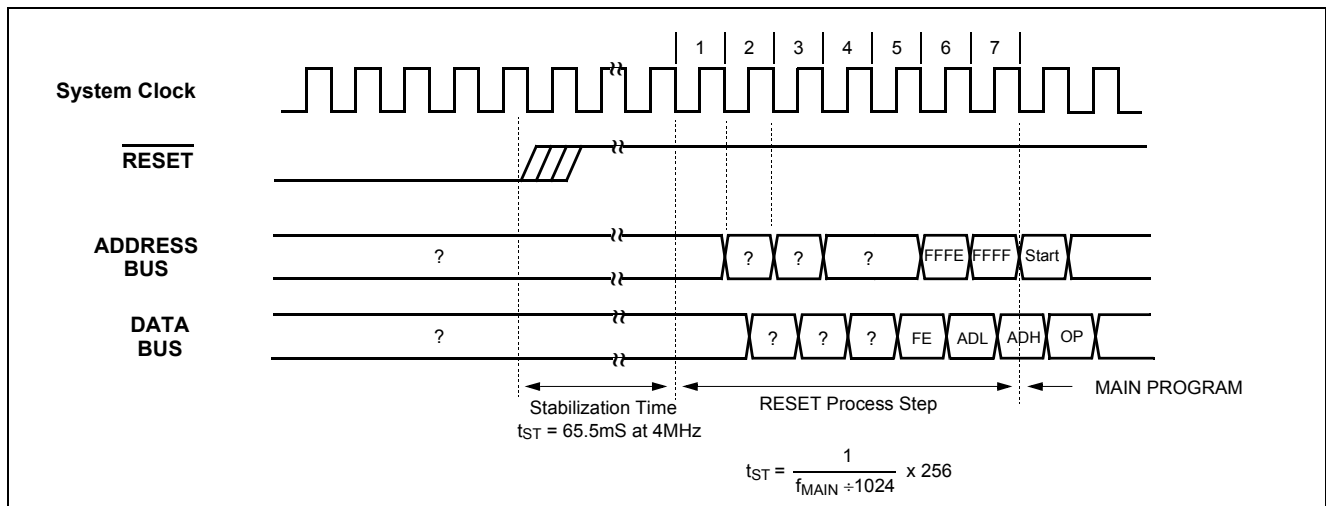 1 2 3 4 5 6 7
System Clock
RESET
ADDRESS
BUS
? ? ? ? FFFE FFFF Start
DATA
BUS
? ? ? ? FE ADL ADH OP
Stabilization Time
tST = 65.5mS at 4MHz
RESET Process Step
MAIN PROGRAM
tST = 1 / fMAIN ÷1024 x 256